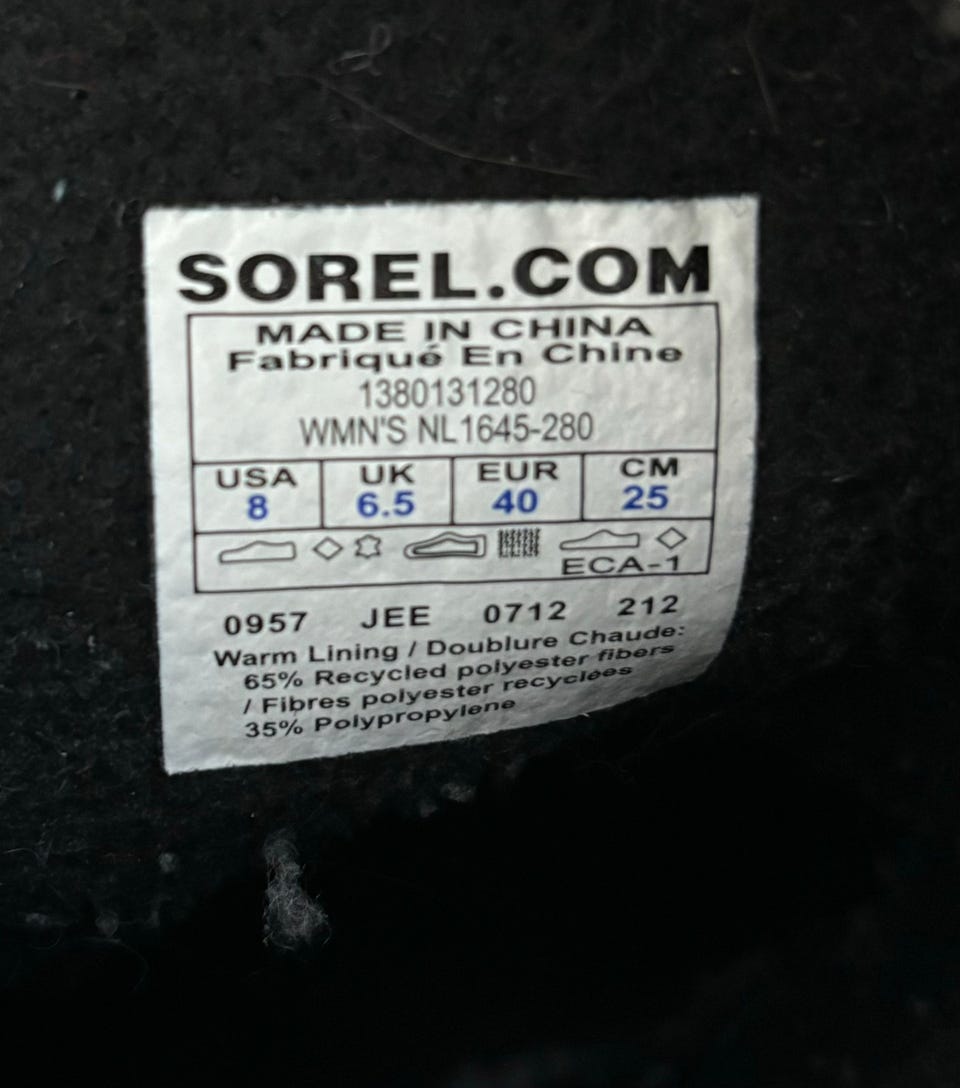 SOREL.COM
MADE IN CHINA
Fabriqué En Chine
1380131280
WMN'S NL1645-280
USA UK EUR CM
8 6.5 40 25
ECA-1
0957 JEE 0712 212
Warm Lining / Doublure Chaude:
65% Recycled polyester fibers
/ Fibres polyester recyclées
35% Polypropylene